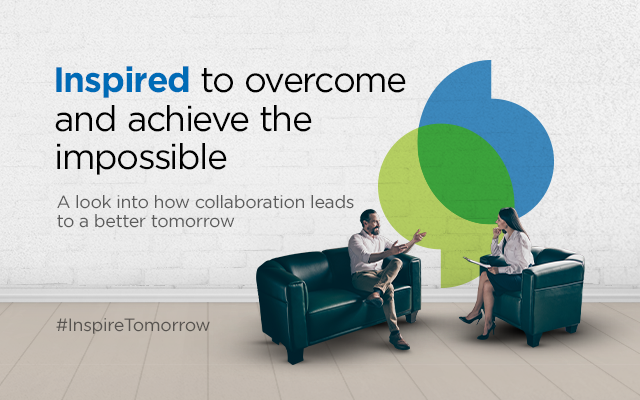 Inspired to overcome
and achieve the
impossible
A look into how collaboration leads
to a better tomorrow
#InspireTomorrow